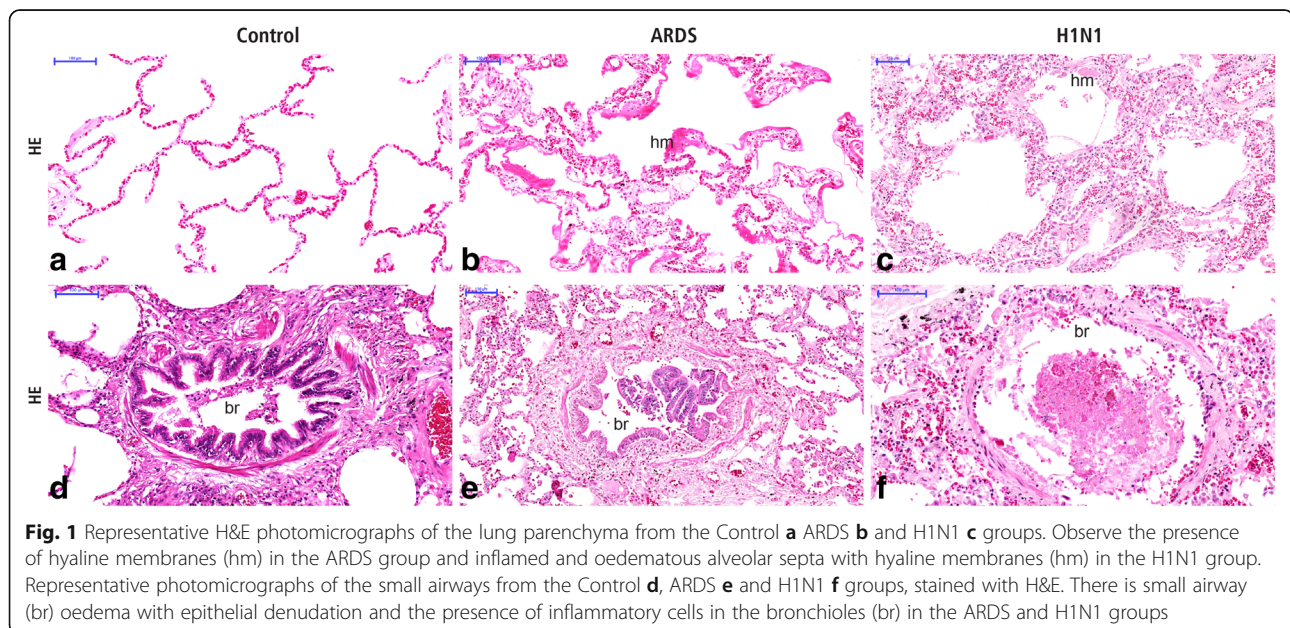 Control ARDS H1N1
HE
100 µm
hm
hm
a b c
HE
br
br
br
d e f
Fig. 1 Representative H&E photomicrographs of the lung parenchyma from the Control a ARDS b and H1N1 c groups. Observe the presence
of hyaline membranes (hm) in the ARDS group and inflamed and oedematous alveolar septa with hyaline membranes (hm) in the H1N1 group.
Representative photomicrographs of the small airways from the Control d, ARDS e and H1N1 f groups, stained with H&E. There is small airway
(br) oedema with epithelial denudation and the presence of inflammatory cells in the bronchioles (br) in the ARDS and H1N1 groups